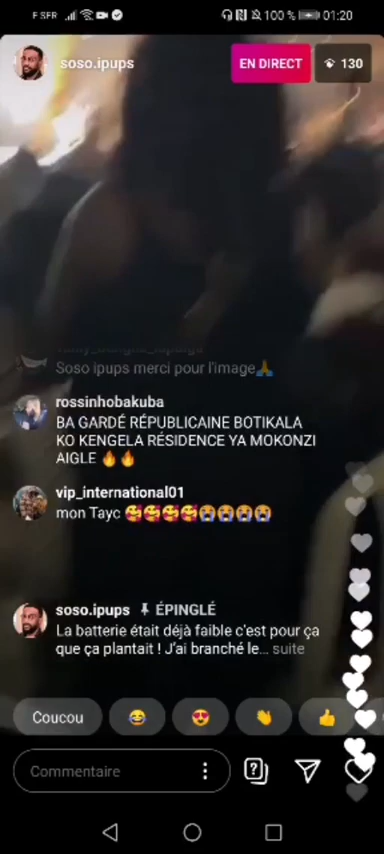 F SFR 100 % 01:20
soso.ipups EN DIRECT 130
Soso ipups merci pour l'image🙏
rossinhobakuba
BA GARDÉ RÉPUBLICAINE BOTIKALA
KO KENGELA RÉSIDENCE YA MOKONZI
AIGLE 🔥🔥
vip_international01
mon Tayc 🥰🥰🥰🥰😭😭😭😭
soso.ipups 📌 ÉPINGLÉ
La batterie était déjà faible c'est pour ça
que ça plantait ! J'ai branché le... suite
Coucou 😂 😍 👏 👍
Commentaire